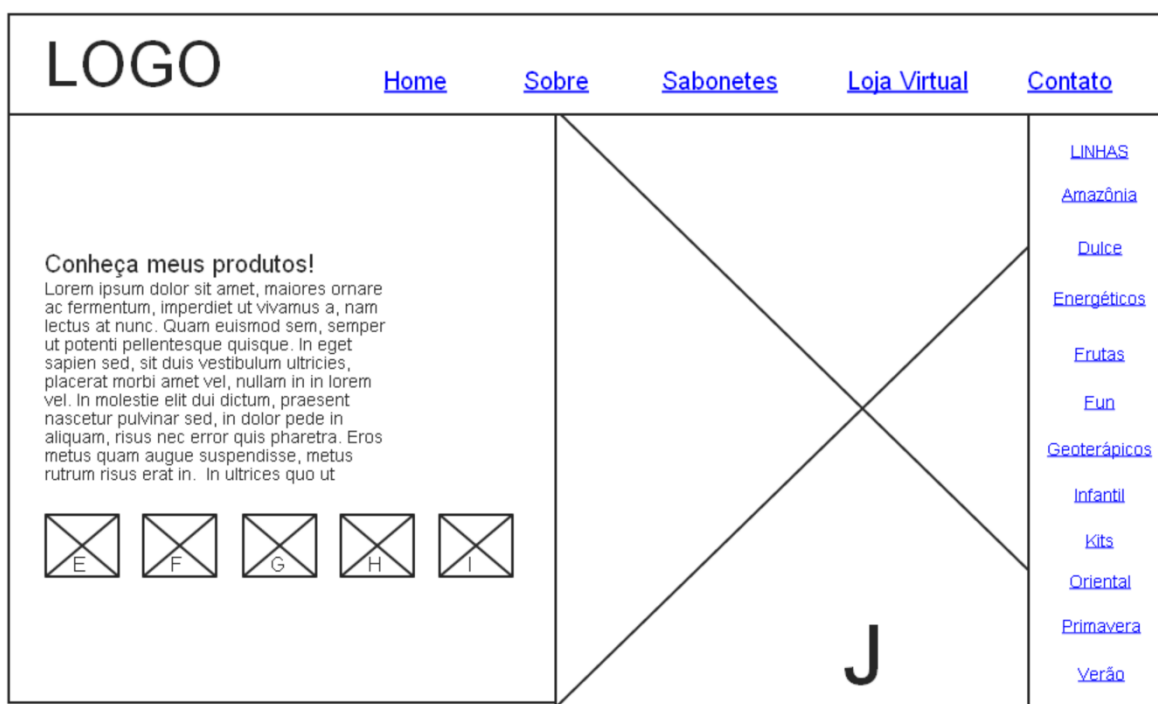 LOGO
Home Sobre Sabonetes Loja Virtual Contato
Conheça meus produtos!
Lorem ipsum dolor sit amet, maiores ornare
ac fermentum, imperdiet ut vivamus a, nam
lectus at nunc. Quam euismod sem, semper
ut potenti pellentesque quisque. In eget
sapien sed, sit duis vestibulum ultricies,
placerat morbi amet vel, nullam in in lorem
vel. In molestie elit dui dictum, praesent
nascetur pulvinar sed, in dolor pede in
aliquam, risus nec error quis pharetra. Eros
metus quam augue suspendisse, metus
rutrum risus erat in. In ultrices quo ut
E F G H I
J
LINHAS
Amazônia
Dulce
Energéticos
Frutas
Fun
Geoterápicos
Infantil
Kits
Oriental
Primavera
Verão